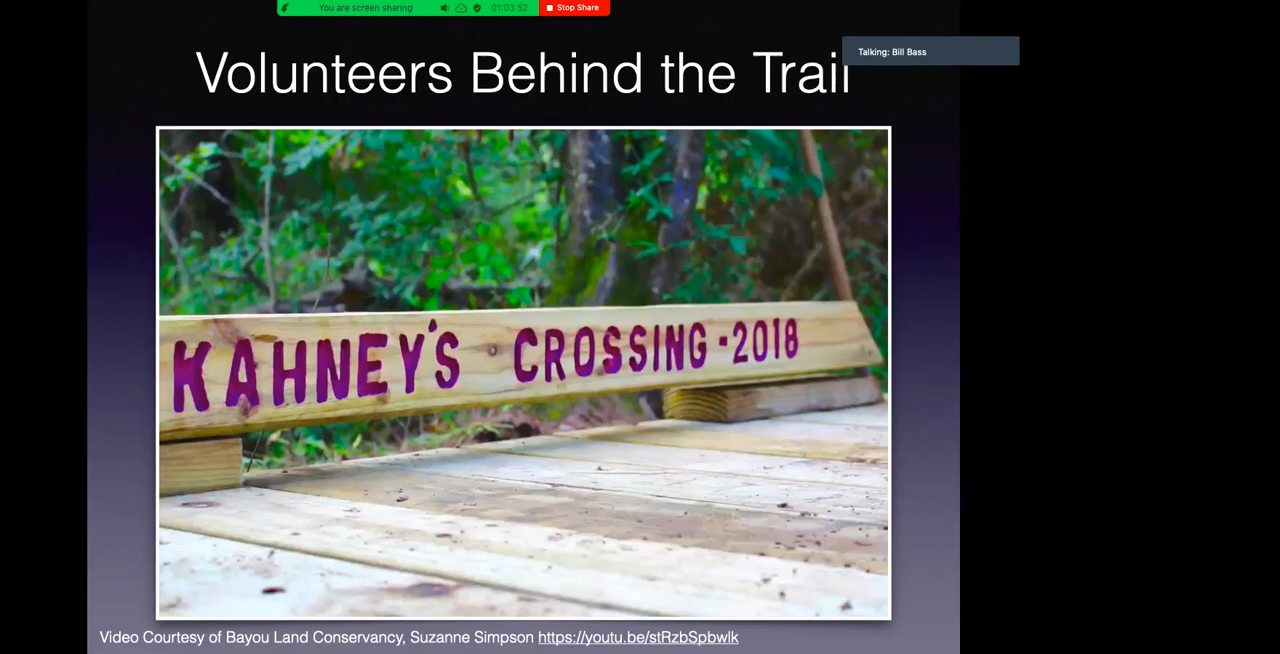 You are screen sharing 01:03:52 Stop Share
Talking: Bill Bass
Volunteers Behind the Trail
KAHNEY'S CROSSING-2018
Video Courtesy of Bayou Land Conservancy, Suzanne Simpson https://youtu.be/stRzbSpbwlk